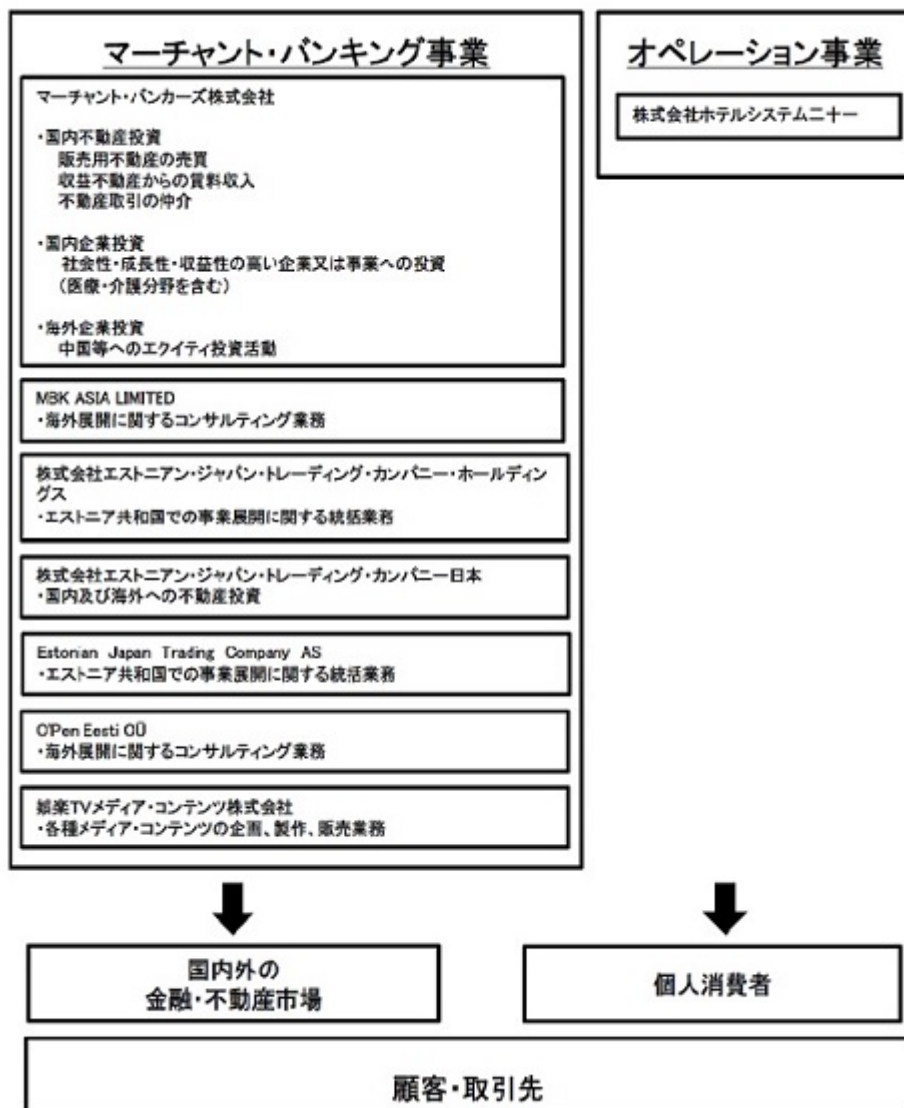 マーチャント・バンキング事業
マーチャント・バンカーズ株式会社
・国内不動産投資
販売用不動産の売買
収益不動産からの賃料収入
不動産取引の仲介
・国内企業投資
社会性・成長性・収益性の高い企業又は事業への投資
(医療・介護分野を含む)
・海外企業投資
中国等へのエクイティ投資活動
MBK ASIA LIMITED
・海外展開に関するコンサルティング業務
株式会社エストニアン・ジャパン・トレーディング・カンパニー・ホールディン
グス
・エストニア共和国での事業展開に関する統括業務
株式会社エストニアン・ジャパン・トレーディング・カンパニー日本
・国内及び海外への不動産投資
Estonian Japan Trading Company AS
・エストニア共和国での事業展開に関する統括業務
O'Pen Eesti OÜ
・海外展開に関するコンサルティング業務
娯楽TVメディア・コンテンツ株式会社
・各種メディア・コンテンツの企画、製作、販売業務
オペレーション事業
株式会社ホテルシステム二十一
国内外の
金融・不動産市場
個人消費者
顧客・取引先